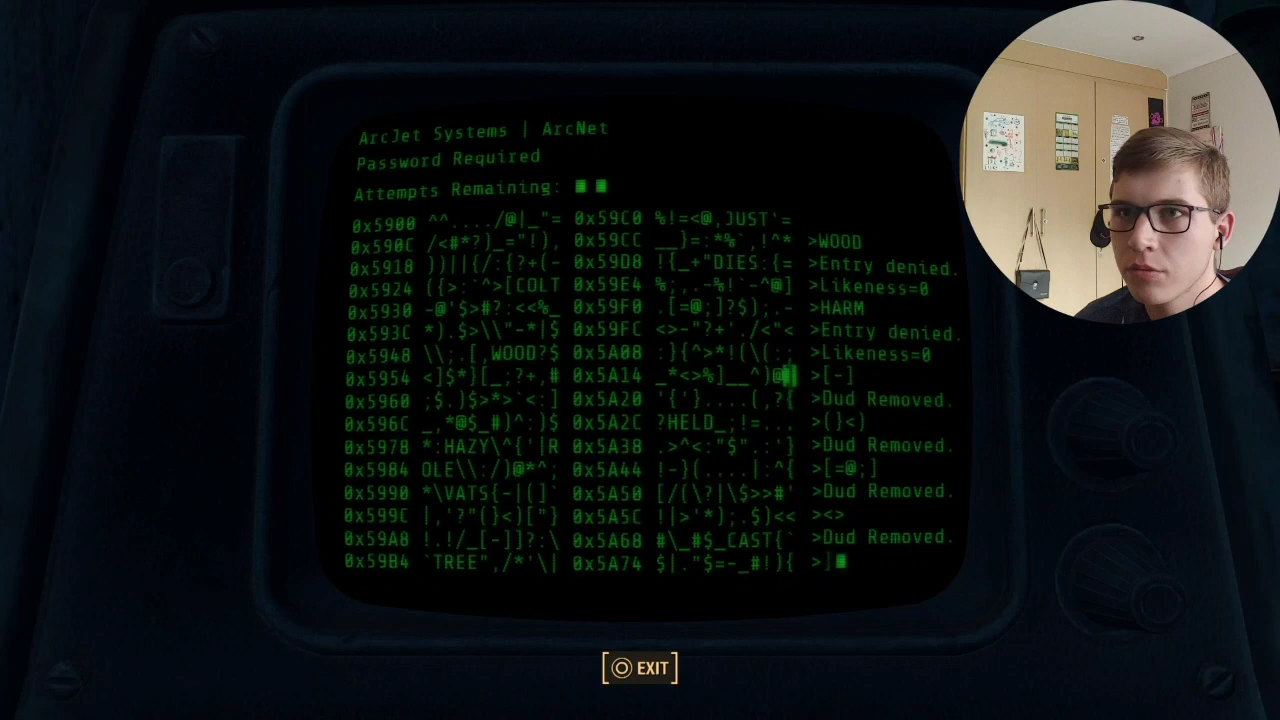 ArcJet Systems | ArcNet
Password Required
Attempts Remaining:
0x5900 ^^..../@|_"= 0x59C0 %!=<@,JUST'=
0x590C /<#*?)_="!), 0x59CC __}=:*%`,!^* >WOOD
0x5918 )}||{/:{?+(- 0x59D8 !{_+"DIES:{= >Entry denied.
0x5924 ({>:`^>[COLT 0x59E4 %;,.-%!`-^@] >Likeness=0
0x5930 -@'$>#?:<<%_ 0x59F0 .[=@;]?$);.- >HARM
0x593C *).$>\\"-*|$ 0x59FC <>-"?+'./<"< >Entry denied.
0x5948 \\;.[,WOOD?$ 0x5A08 :}{^>*!(\(:; >Likeness=0
0x5954 <]$*}[_;?+,# 0x5A14 _*<>%]__^)@#] >[-]
0x5960 ;$.)$>*>`<:] 0x5A20 '{'}....(,?{ >Dud Removed.
0x596C _,*@$_#)^:)$ 0x5A2C ?HELD_;!=... >(}<)
0x5978 *:HAZY\^{'|R 0x5A38 .>^<:"$".:'} >Dud Removed.
0x5984 OLE\\:/)@*^; 0x5A44 !-}(....|:^{ >[=@;]
0x5990 *\VATS{-|(]` 0x5A50 [/(\?|\$>>#' >Dud Removed.
0x599C |,'?"(}<)["} 0x5A5C !|>'*);.$)<< ><>
0x59A8 !.!/_[-]]?:\ 0x5A68 #\_#$_CAST{` >Dud Removed.
0x59B4 `TREE",/*'\| 0x5A74 $|."$=-_#!){ >]
EXIT